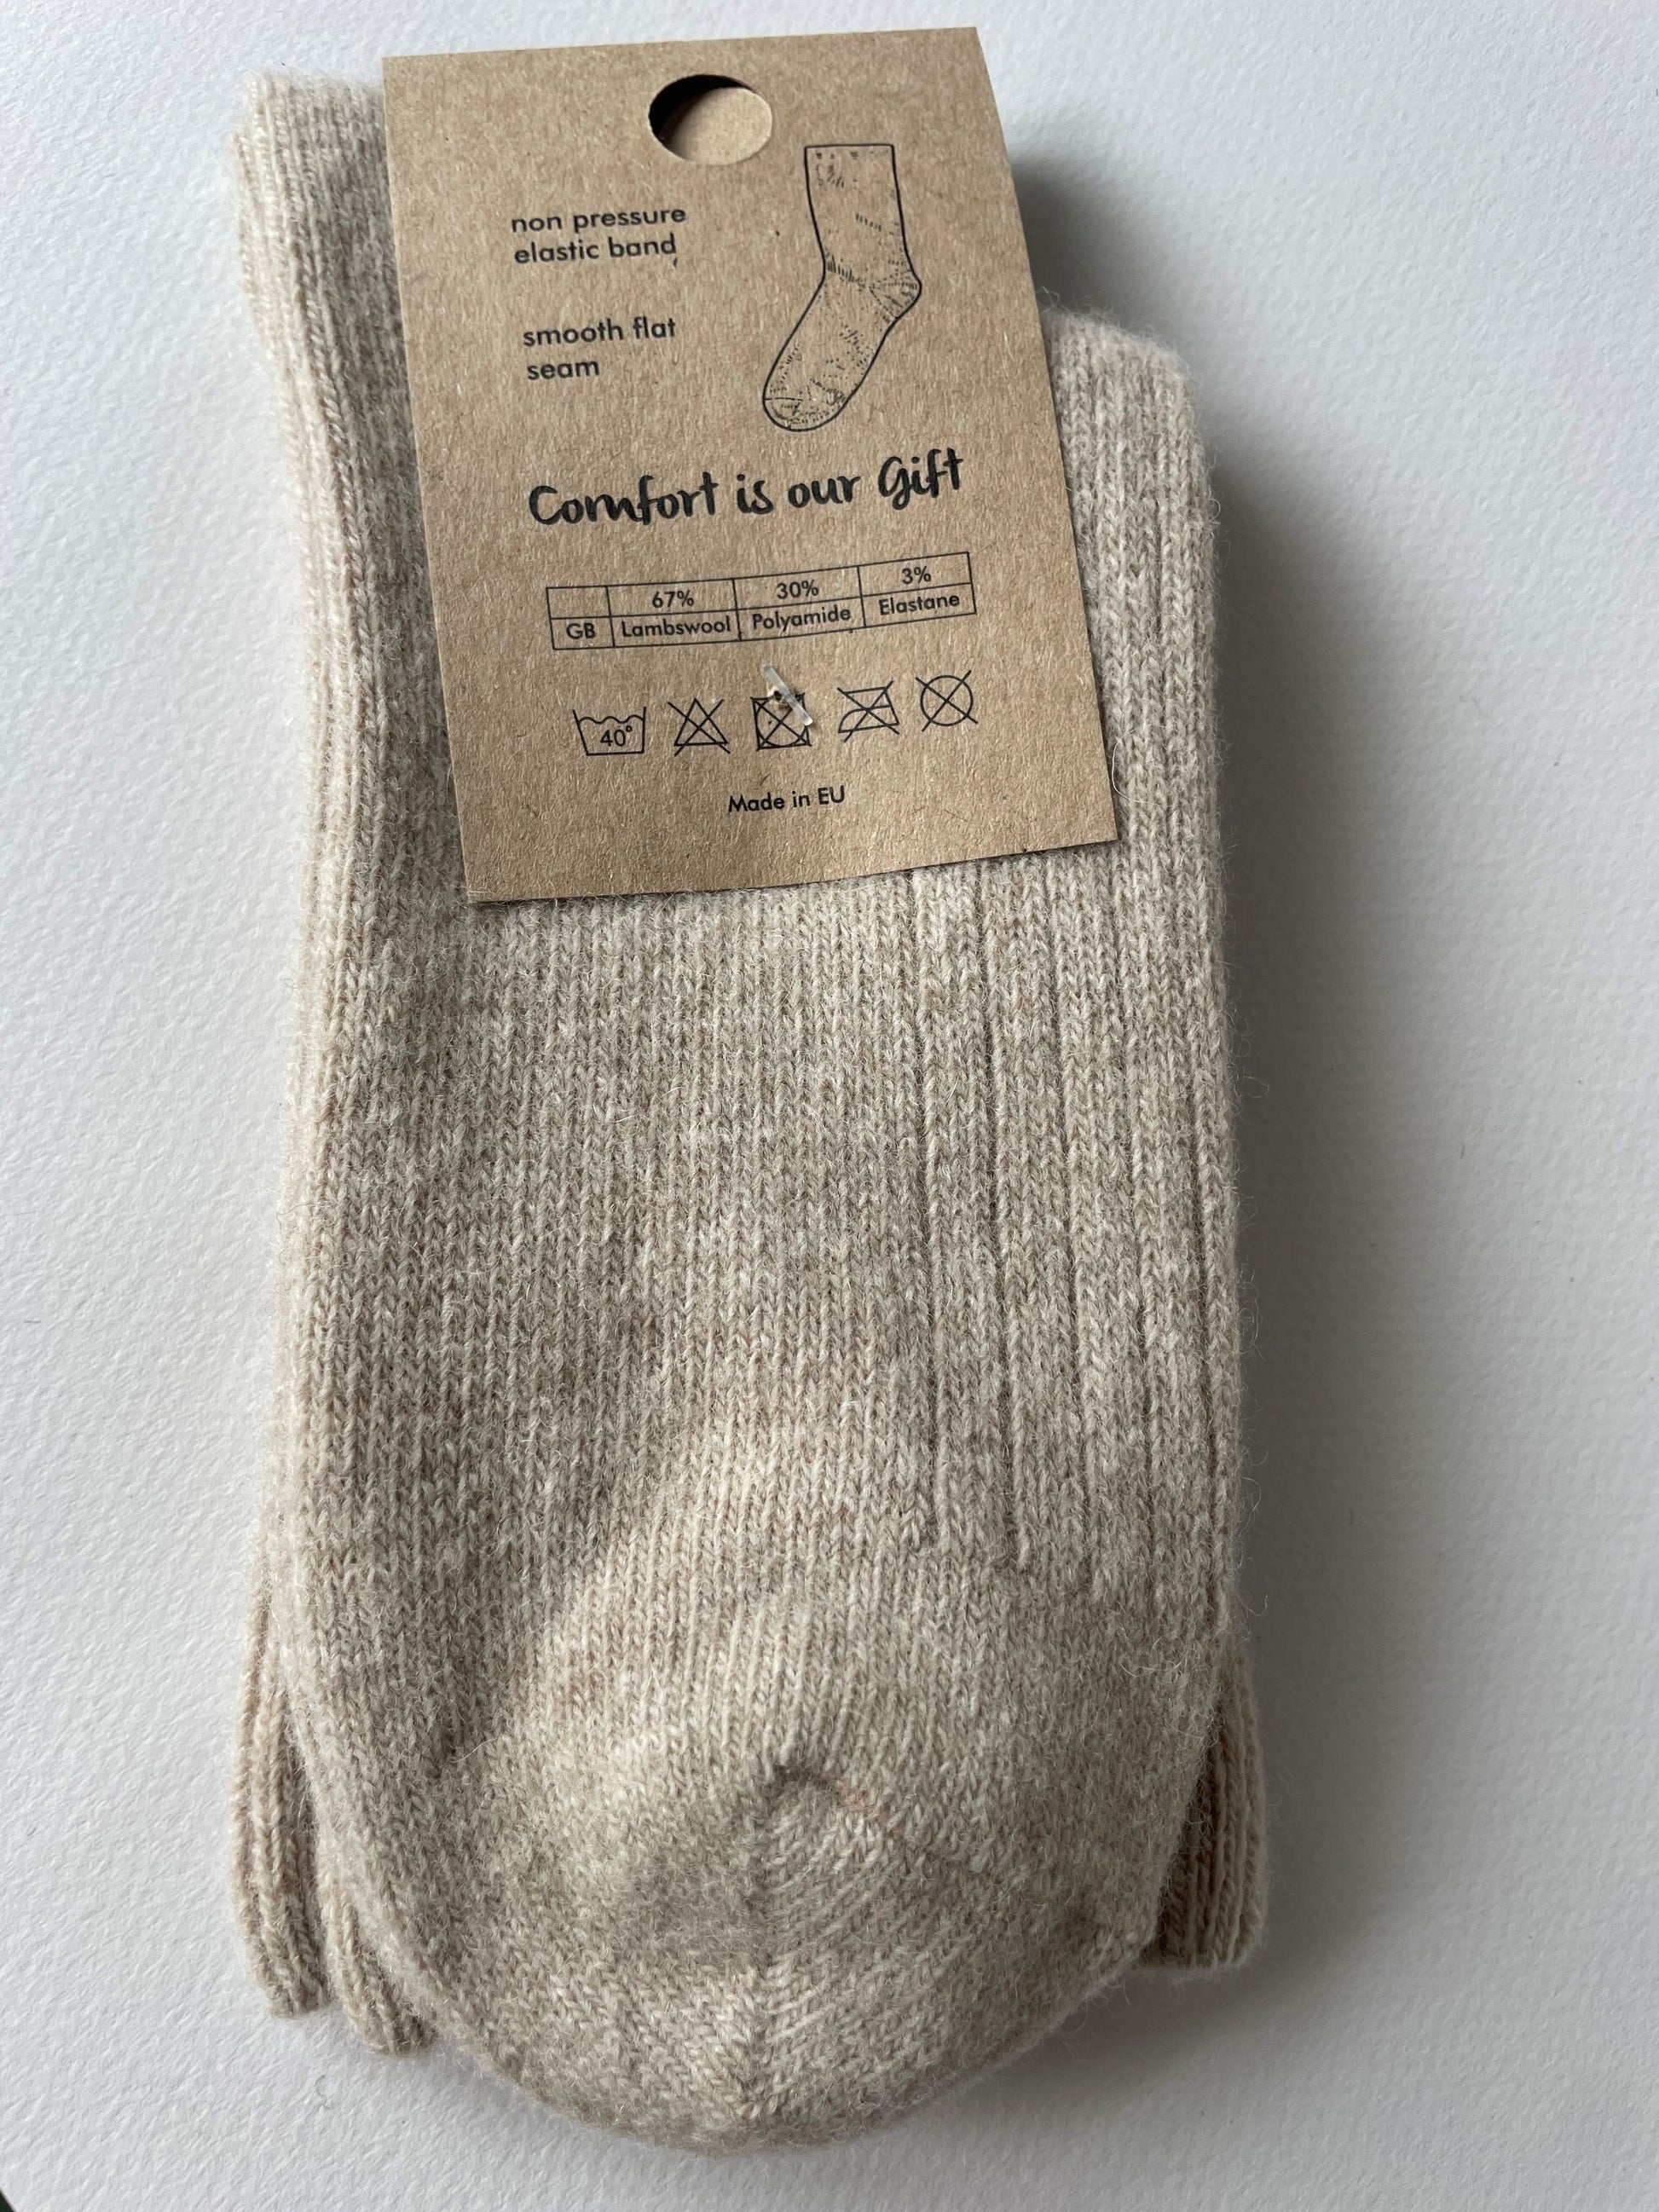 non pressure
elastic band
smooth flat
seam
Comfort is our Gift
67% 30% 3%
GB Lambswool Polyamide Elastane
40°
Made in EU